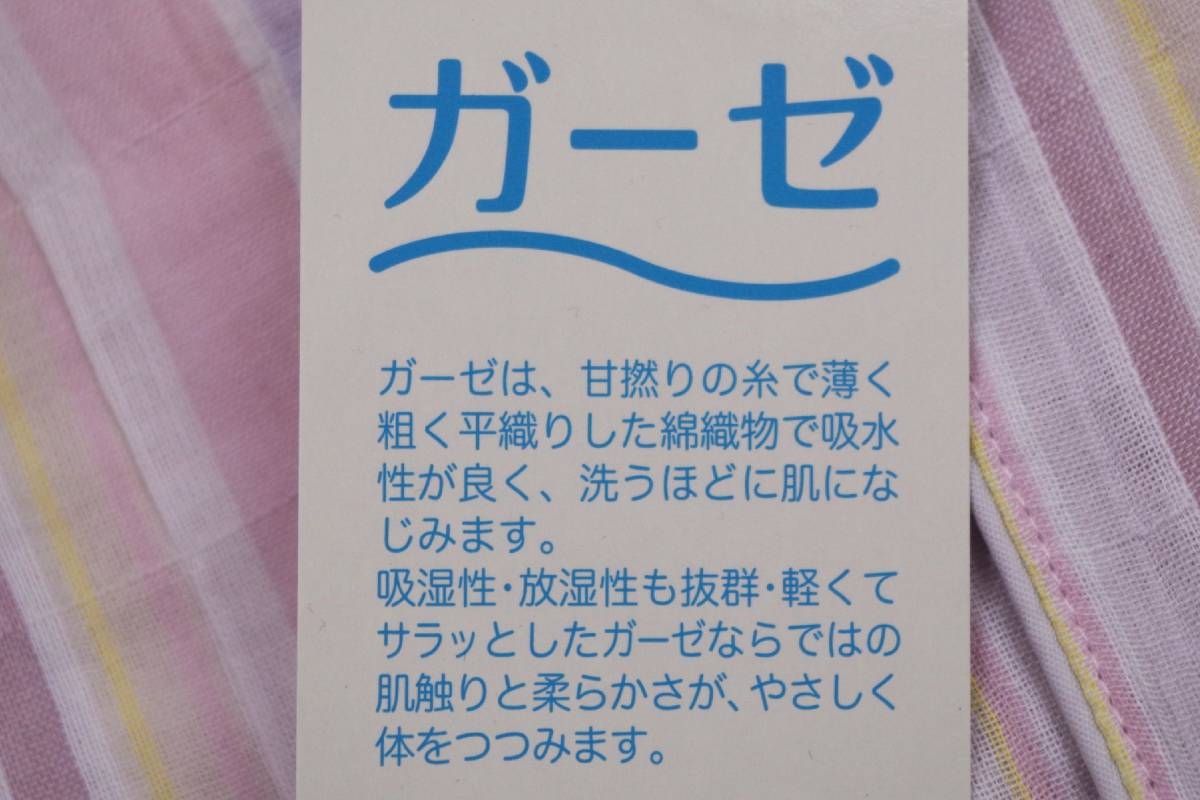 ガーゼ
ガーゼは、甘撚りの糸で薄く
粗く平織りした綿織物で吸水
性が良く、洗うほどに肌にな
じみます。
吸湿性・放湿性も抜群・軽くて
サラッとしたガーゼならではの
肌触りと柔らかさが、やさしく
体をつつみます。